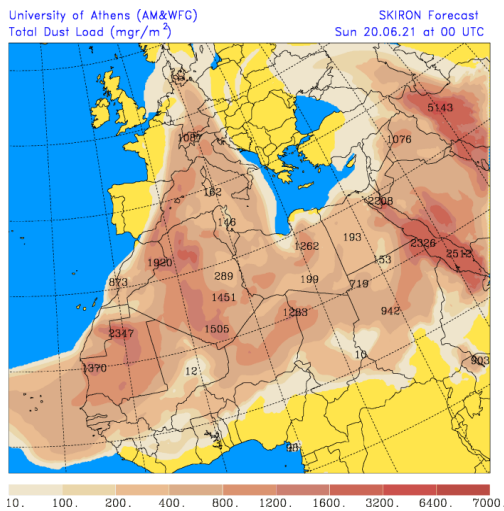 University of Athens (AM&WFG) SKIRON Forecast
Total Dust Load (mgr/m²) Sun 20.06.21 at 00 UTC
5143
1087 1076
162 2208
146
1262 193 2326
1920 153 2512
873 289 199 719
1451 942
1505 1283
2347
10 903
1370 12
10. 100. 200. 400. 800. 1200. 1600. 3200. 6400. 7000